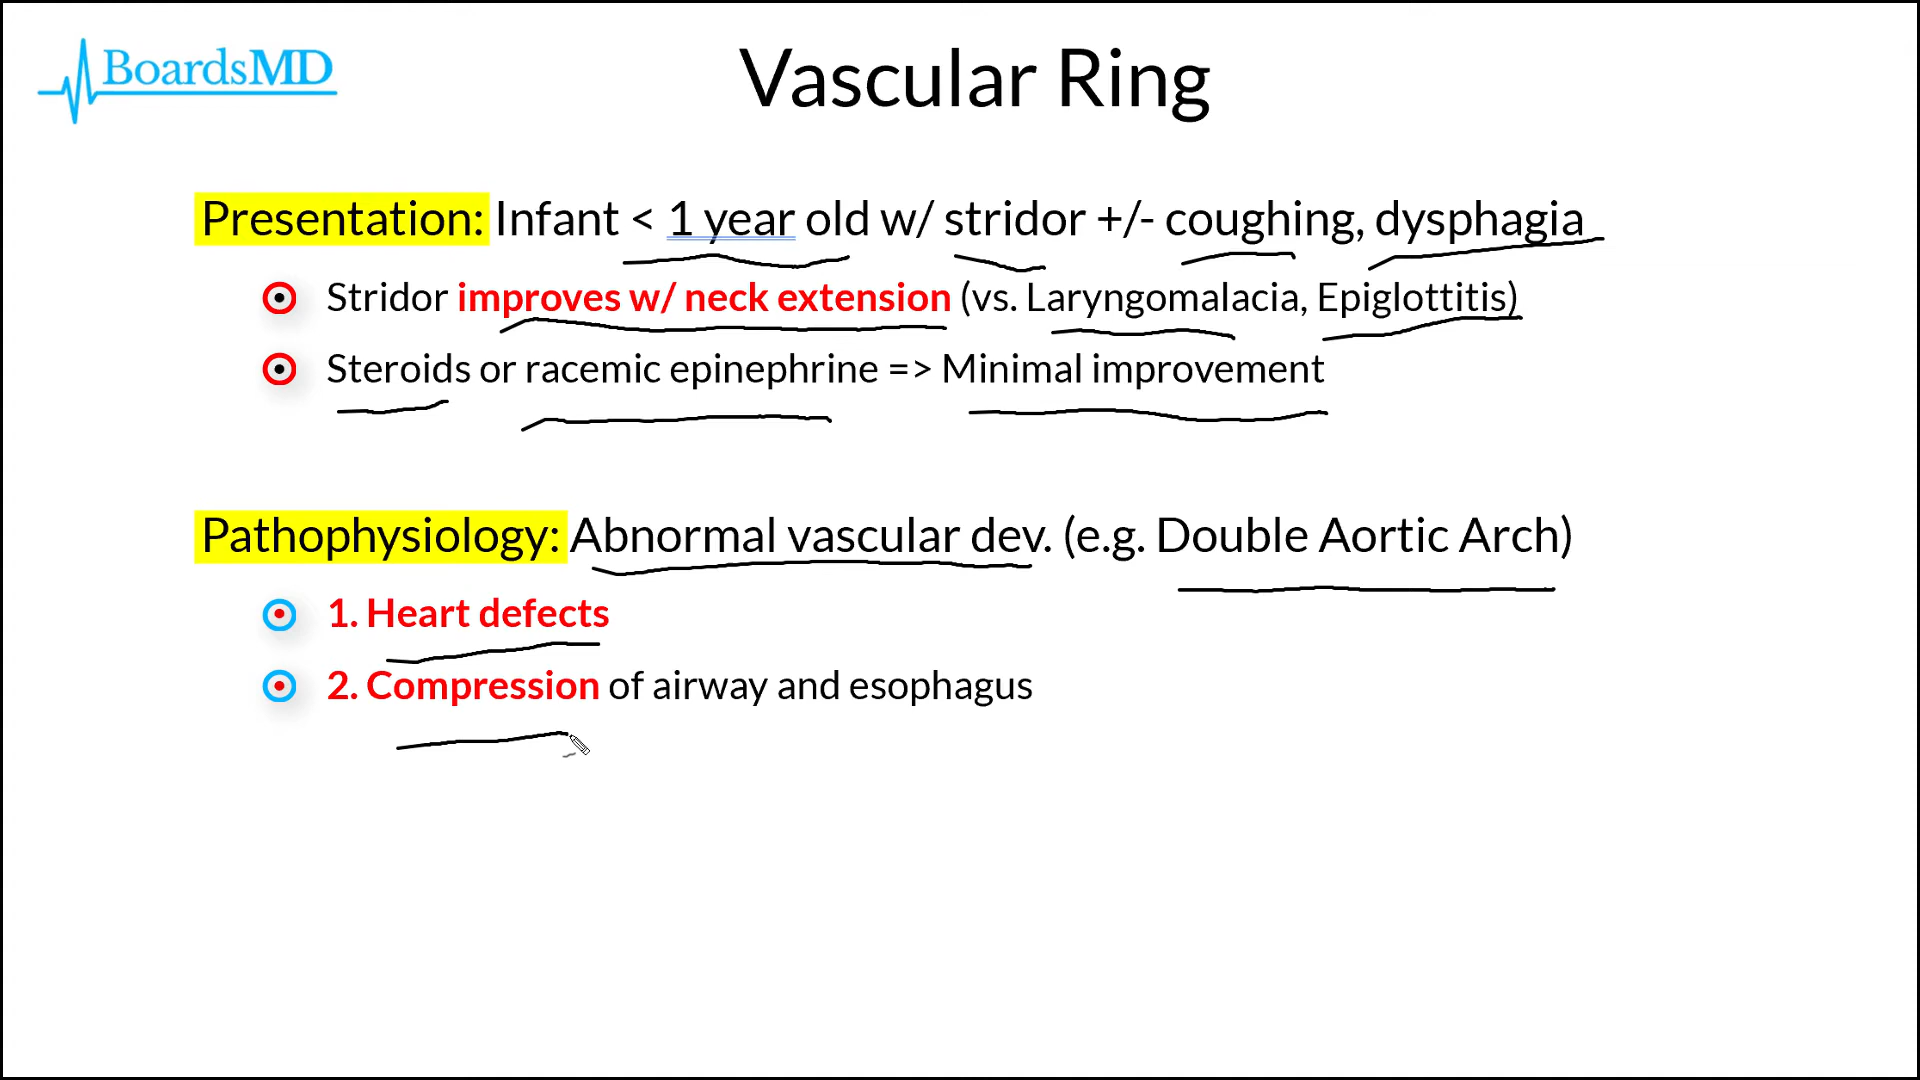 BoardsMD
Vascular Ring
Presentation: Infant < 1 year old w/ stridor +/- coughing, dysphagia
Stridor improves w/ neck extension (vs. Laryngomalacia, Epiglottitis)
Steroids or racemic epinephrine => Minimal improvement
Pathophysiology: Abnormal vascular dev. (e.g. Double Aortic Arch)
1. Heart defects
2. Compression of airway and esophagus